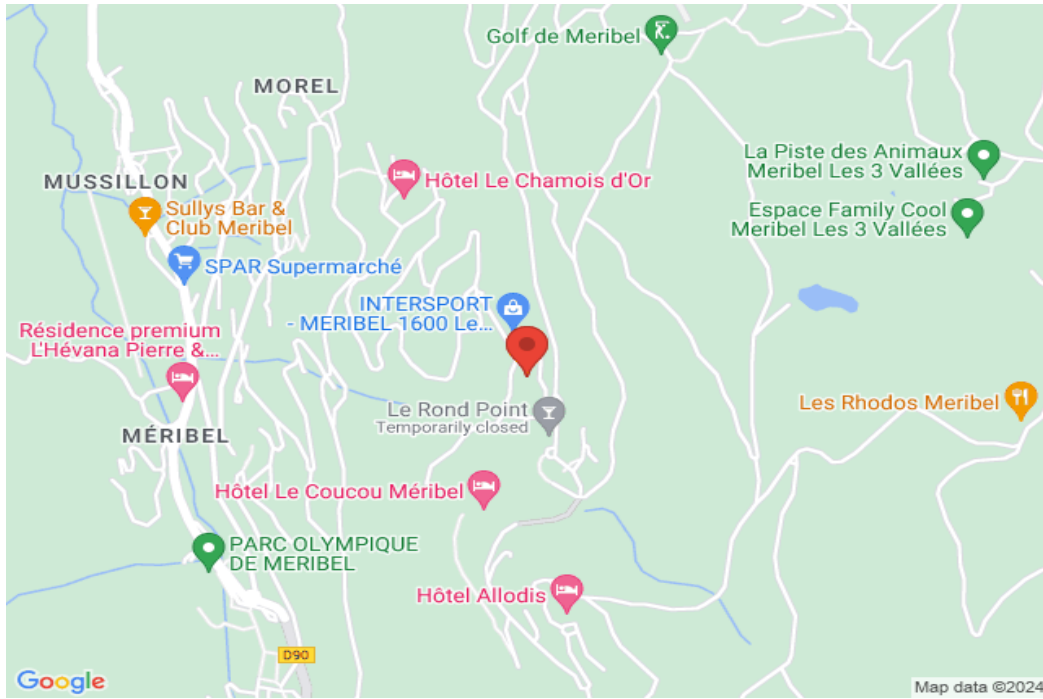 Golf de Meribel
MOREL
La Piste des Animaux
Meribel Les 3 Vallées
MUSSILLON
Hôtel Le Chamois d'Or
Sullys Bar &
Club Meribel
Espace Family Cool
Meribel Les 3 Vallées
SPAR Supermarché
INTERSPORT
- MERIBEL 1600 Le...
Résidence premium
L'Hévana Pierre &...
Le Rond Point
Temporarily closed
Les Rhodos Meribel
MÉRIBEL
Hôtel Le Coucou Méribel
PARC OLYMPIQUE
DE MERIBEL
Hôtel Allodis
D90
Google
Map data ©2024